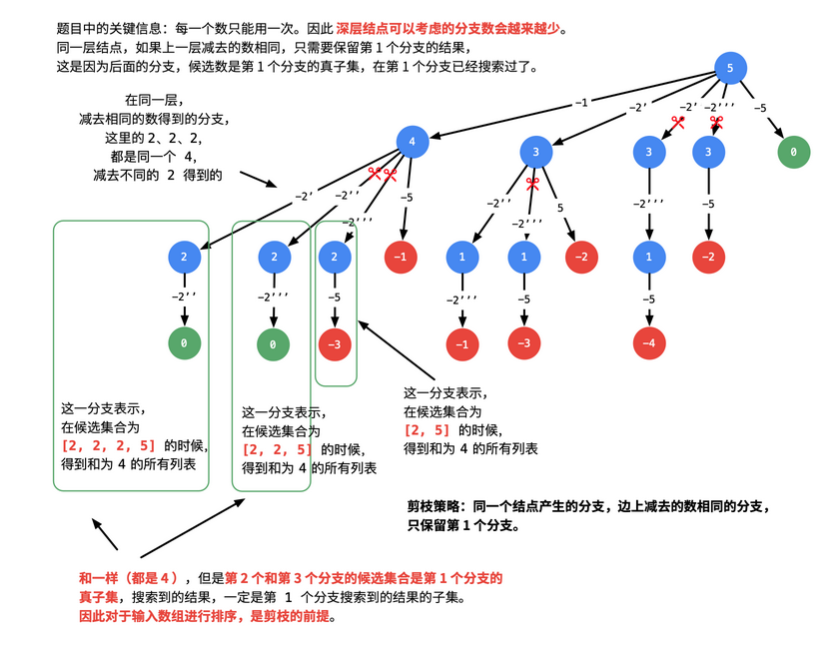 题目中的关键信息：每一个数只能用一次。因此 深层结点可以考虑的分支数会越来越少。
同一层结点，如果上一层减去的数相同，只需要保留第 1 个分支的结果，
这是因为后面的分支，候选数是第 1 个分支的真子集，在第 1 个分支已经搜索过了。
在同一层，
减去相同的数得到的分支，
这里的 2、2、2，
都是同一个 4，
减去不同的 2 得到的
5
-1
-2'
-2'
-2'''
-5
4
3
3
3
0
-2'
-2''
-2'''
-5
-2''
-2'''
5
-2'''
-5
2
2
2
-1
1
1
-2
1
-2
-2''
-2'''
-5
-2'''
-5
-5
0
0
-3
-1
-3
-4
这一分支表示，
在候选集合为
[2, 2, 2, 5] 的时候，
得到和为 4 的所有列表
这一分支表示，
在候选集合为
[2, 2, 5] 的时候，
得到和为 4 的所有列表
这一分支表示，
在候选集合为
[2, 5] 的时候，
得到和为 4 的所有列表
剪枝策略：同一个结点产生的分支，边上减去的数相同的分支，
只保留第 1 个分支。
和一样（都是 4 ），但是第 2 个和第 3 个分支的候选集合是第 1 个分支的
真子集，搜索到的结果，一定是第 1 个分支搜索到的结果的子集。
因此对于输入数组进行排序，是剪枝的前提。